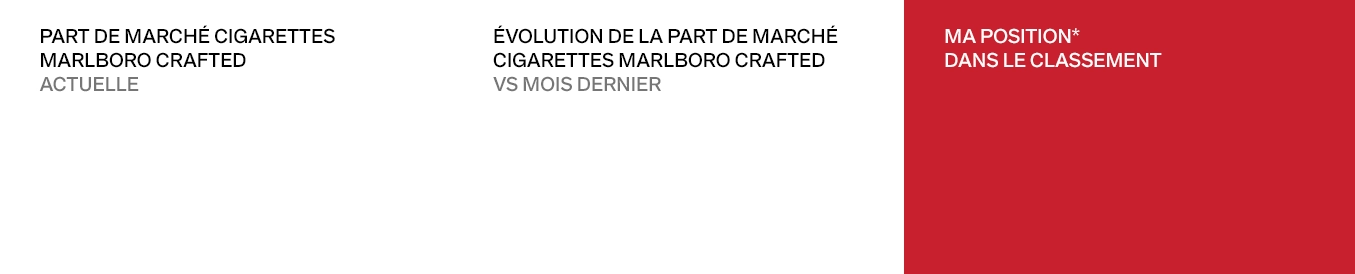 PART DE MARCHÉ CIGARETTES
MARLBORO CRAFTED
ACTUELLE
ÉVOLUTION DE LA PART DE MARCHÉ
CIGARETTES MARLBORO CRAFTED
VS MOIS DERNIER
MA POSITION*
DANS LE CLASSEMENT